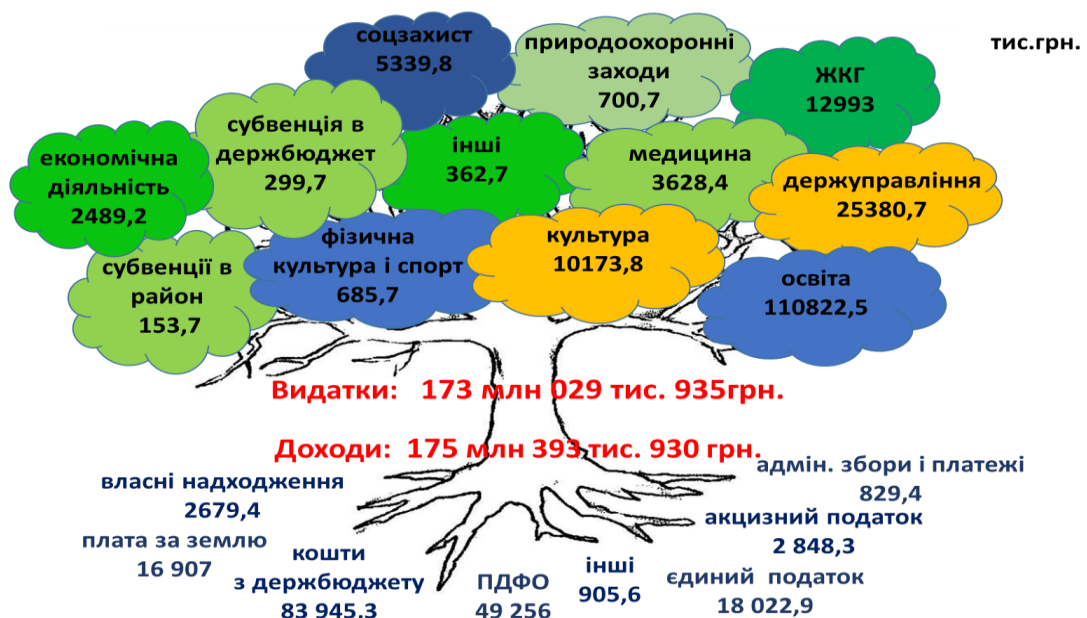 тис.грн.
соцзахист
5339,8
природоохоронні
заходи
700,7
ЖКГ
12993
субвенція в
держбюджет
299,7
інші
362,7
медицина
3628,4
економічна
діяльність
2489,2
держуправління
25380,7
субвенції в
район
153,7
фізична
культура і спорт
685,7
культура
10173,8
освіта
110822,5
Видатки: 173 млн 029 тис. 935грн.
Доходи: 175 млн 393 тис. 930 грн.
власні надходження
2679,4
плата за землю
16 907
кошти
з держбюджету
83 945,3
ПДФО
49 256
інші
905,6
єдиний податок
18 022,9
акцизний податок
2 848,3
адмін. збори і платежі
829,4